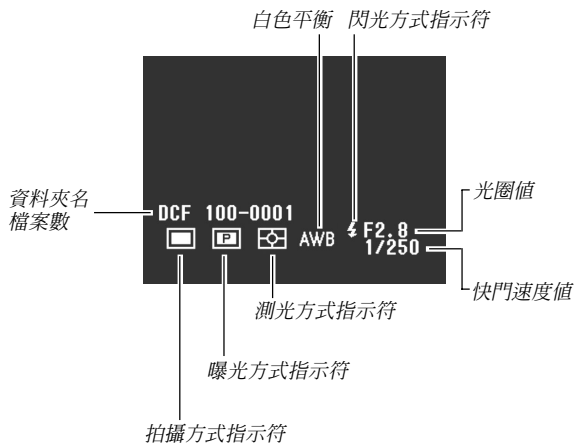 白色平衡 閃光方式指示符
資料夾名
檔案數
光圈値
DCF 100-0001
P AWB F2.8
1/250
快門速度値
測光方式指示符
曝光方式指示符
拍攝方式指示符